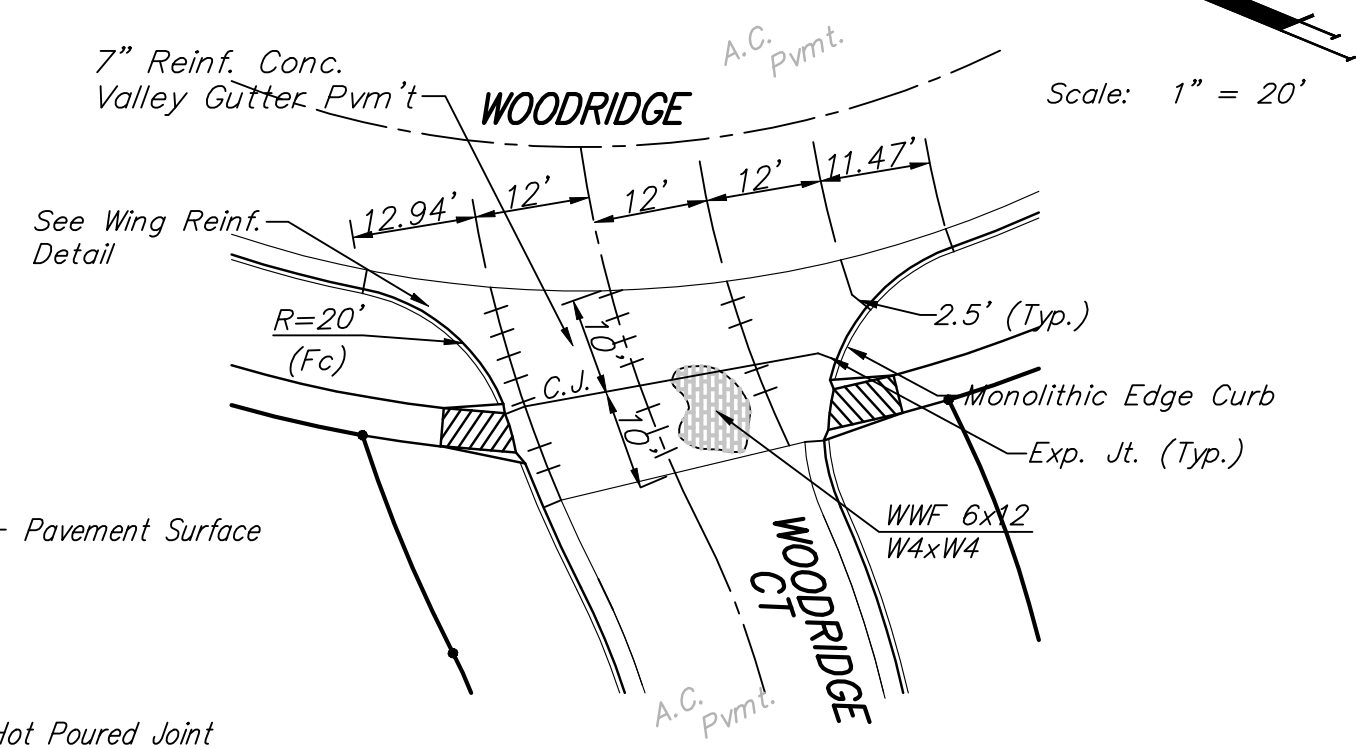 A.C.
Pvmt.
7” Reinf. Conc.
Valley Gutter Pvm't
WOODRIDGE
Scale: 1” = 20’
12.94’
12’
12’
12’
11.47’
See Wing Reinf.
Detail
R=20’
(Fc)
10’
C.J.
10’
2.5’ (Typ.)
Monolithic Edge Curb
Exp. Jt. (Typ.)
WWF 6x12
W4xW4
Pavement Surface
WOODRIDGE
CT
A.C.
Pvmt.
Hot Poured Joint